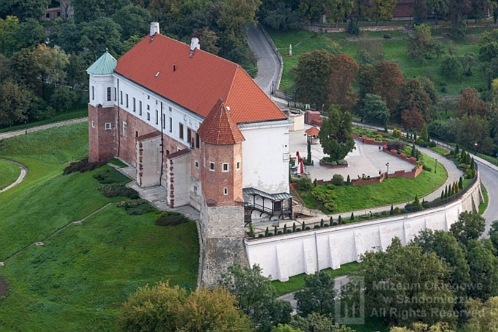 Muzeum Okręgowe
w Sandomierzu
All Rights Reserved